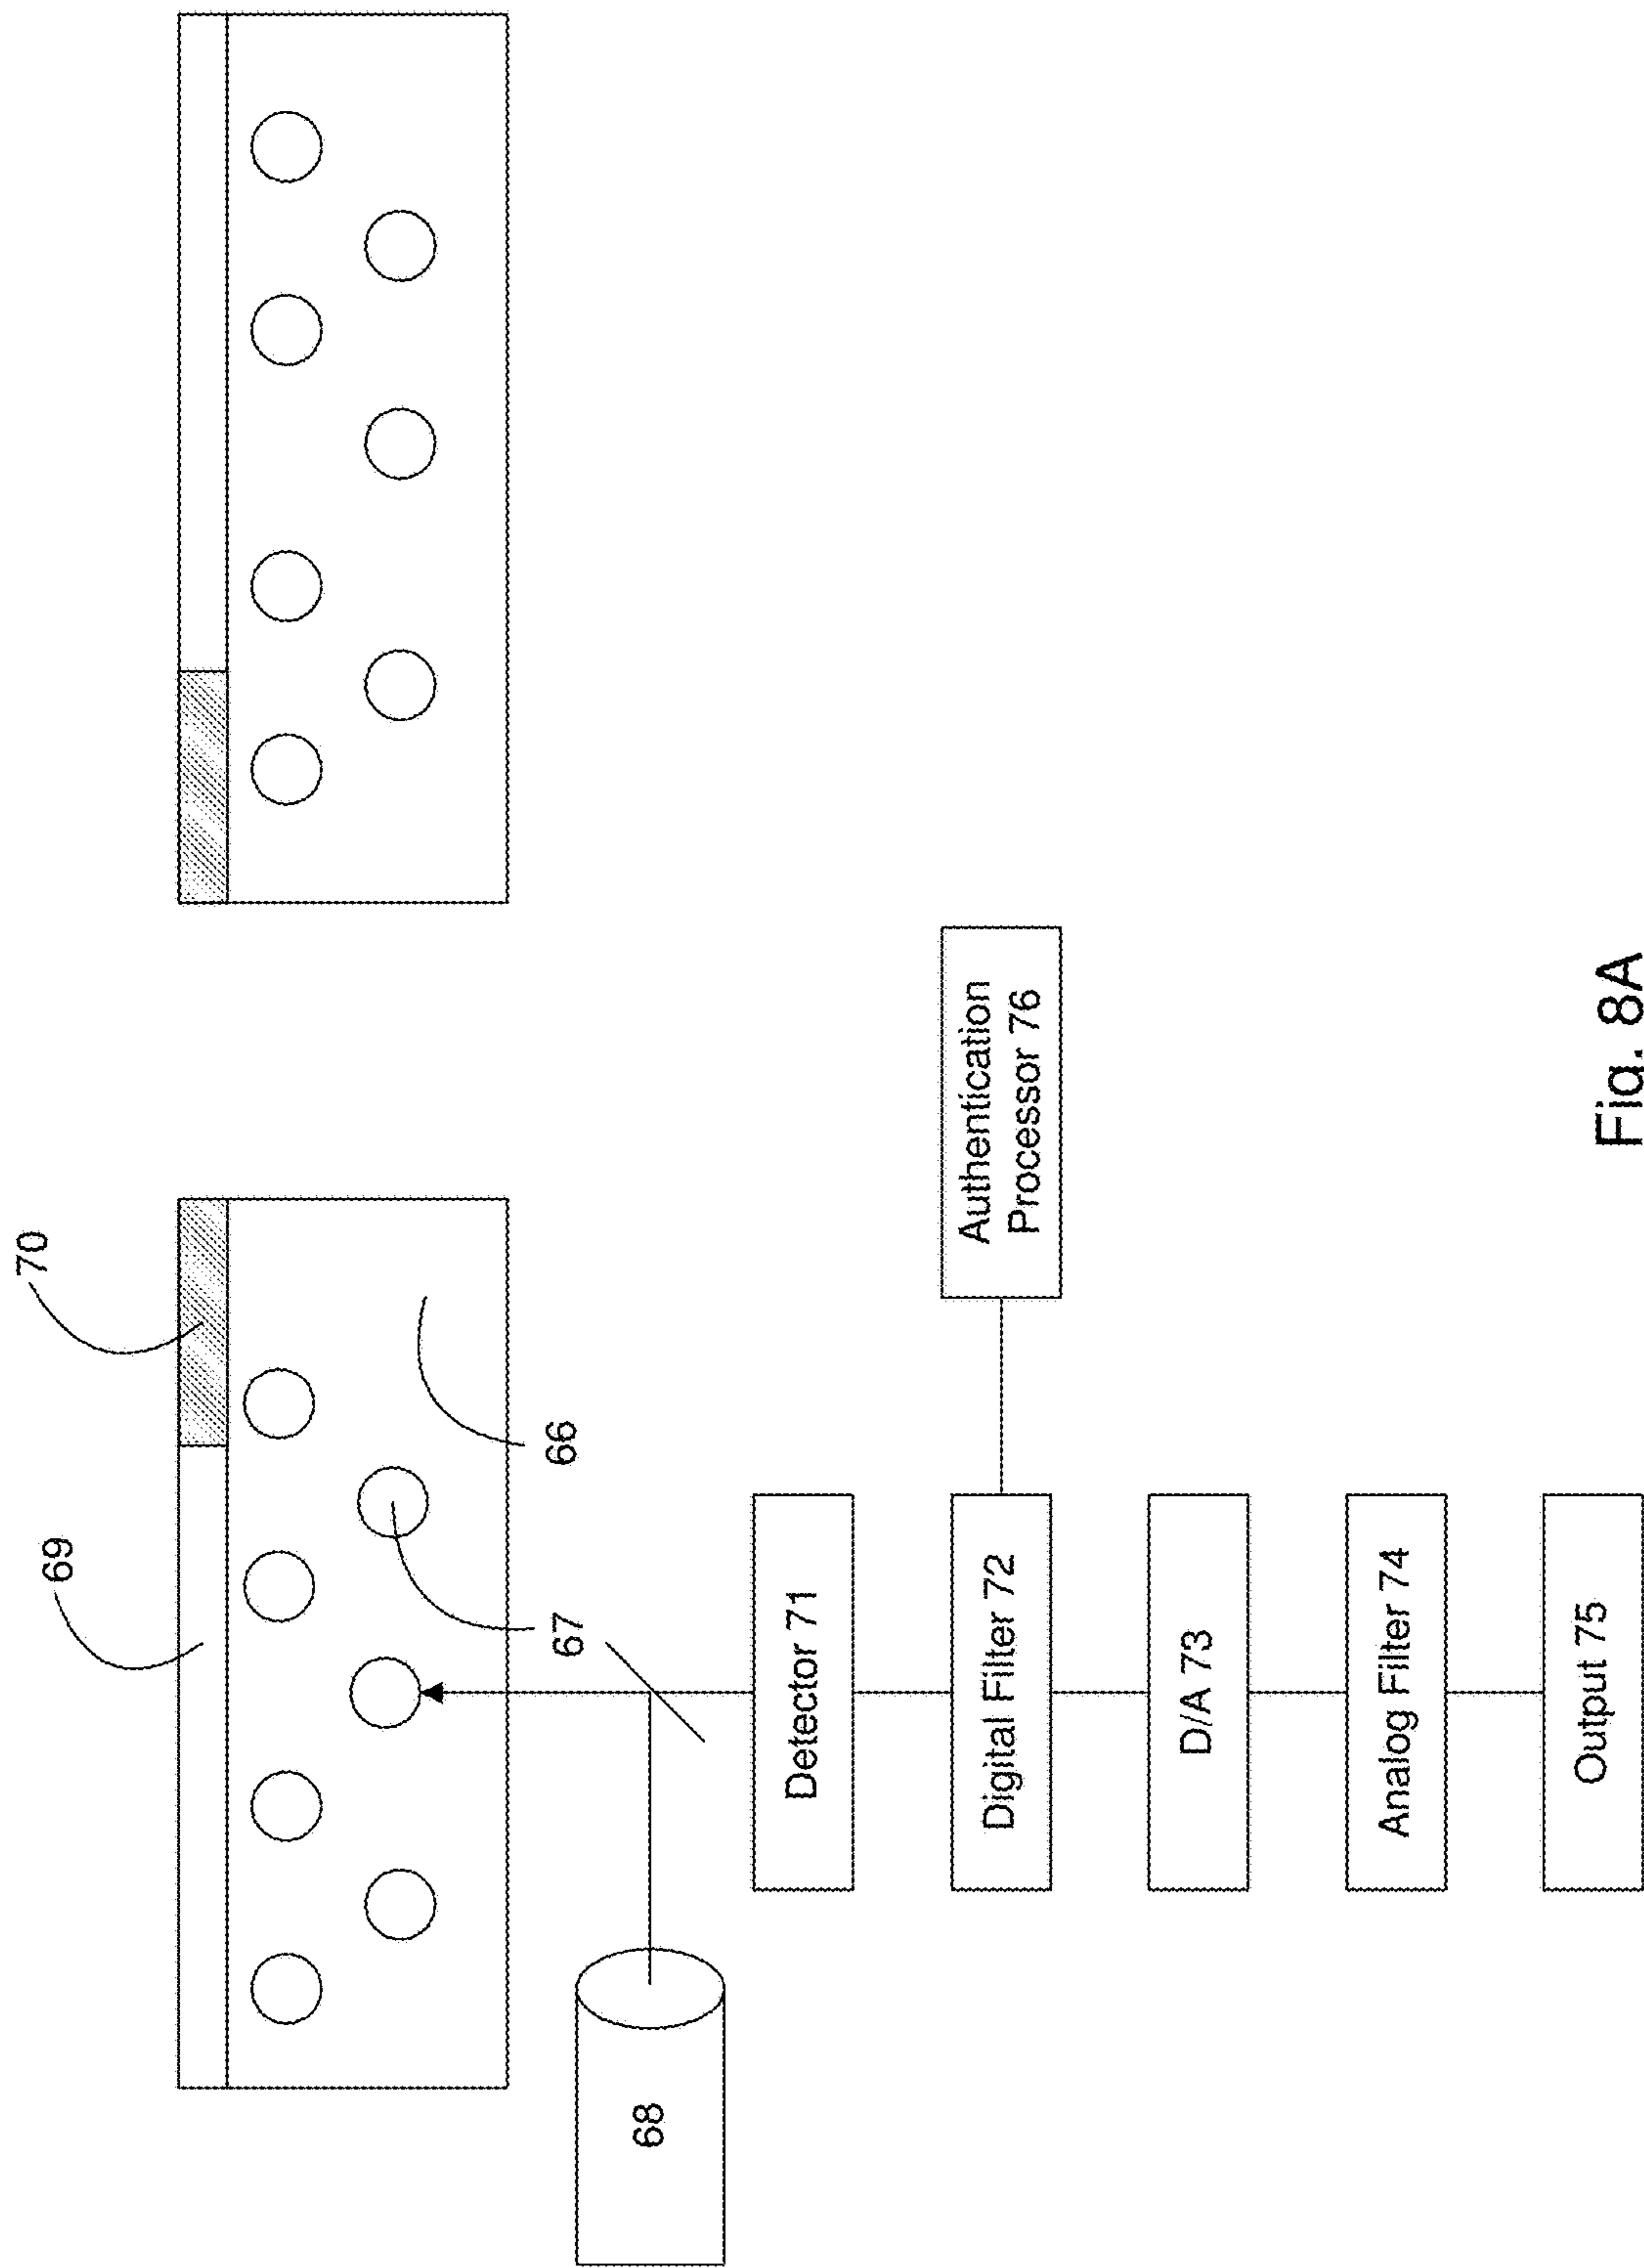 70
69
66
67
68
Detector 71
Digital Filter 72
Authentication
Processor 76
D/A 73
Analog Filter 74
Output 75
Fig. 8A